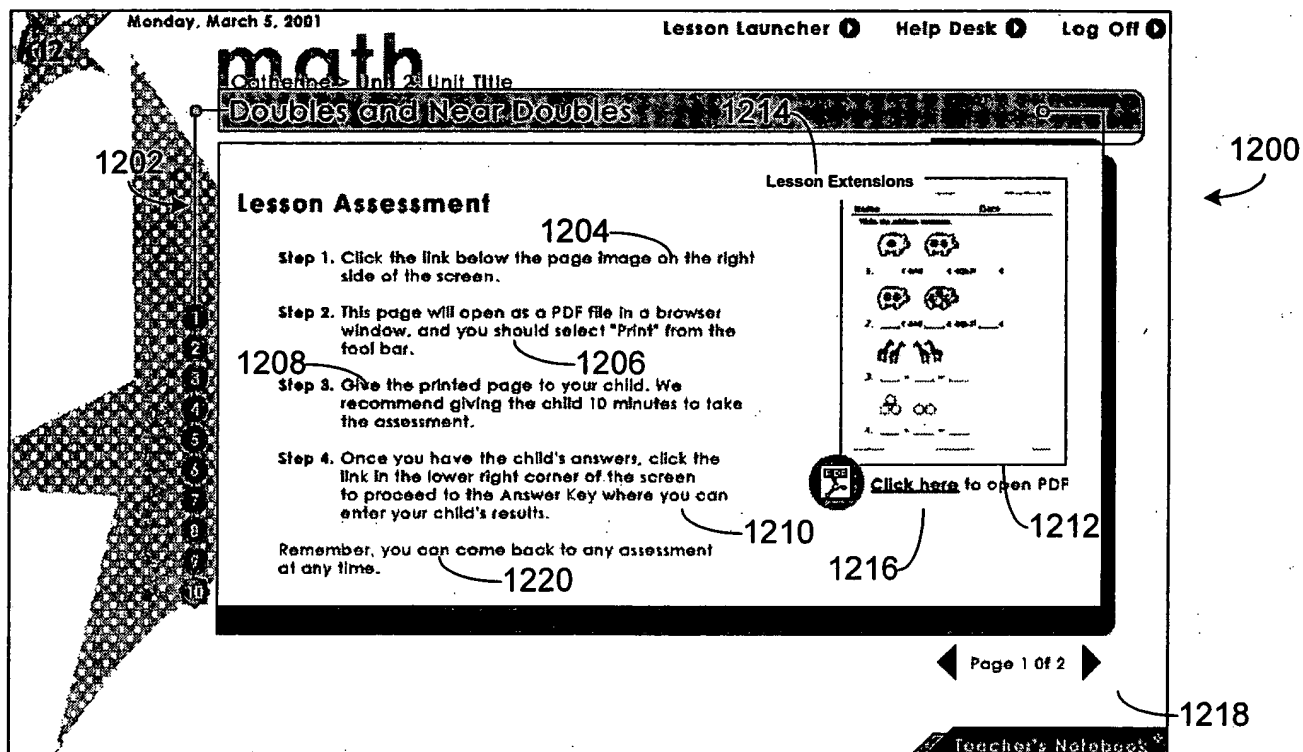 Monday, March 5, 2001
Lesson Launcher Help Desk Log Off
K12
math
Catherine > Unit 2: Unit Title
Doubles and Near Doubles 1214
1200
1202
Lesson Extensions
Lesson Assessment
Name Date
1204
Step 1. Click the link below the page image on the right
side of the screen.
Step 2. This page will open as a PDF file in a browser
window, and you should select "Print" from the
tool bar.
1208 1206
Step 3. Give the printed page to your child. We
recommend giving the child 10 minutes to take
the assessment.
Step 4. Once you have the child's answers, click the
link in the lower right corner of the screen
to proceed to the Answer Key where you can
enter your child's results.
1210
Remember, you can come back to any assessment
at any time.
1220
1
2
3
4
5
6
7
8
9
10
1.
2.
3.
4.
Click here to open PDF
1212
1216
Page 1 Of 2
1218
Teacher's Notebook